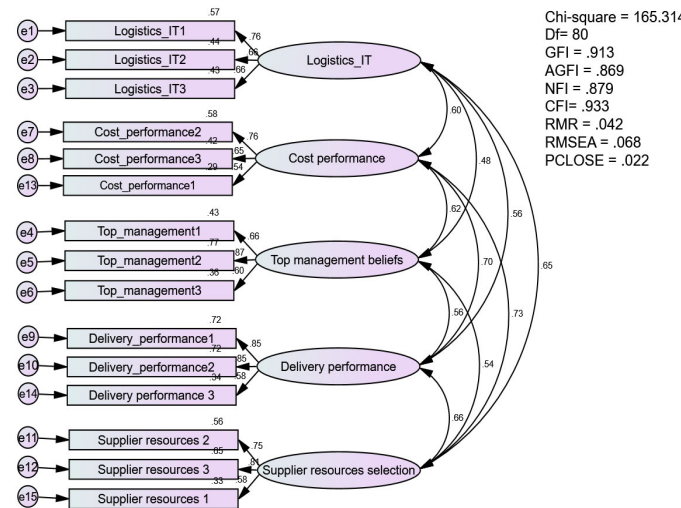 Chi-square = 165.314
Df= 80
GFI = .913
AGFI = .869
NFI = .879
CFI= .933
RMR = .042
RMSEA = .068
PCLOSE = .022
.57
e1 Logistics_IT1 .76
.44
e2 Logistics_IT2 .66 Logistics_IT
.43
e3 Logistics_IT3 .66
.60
.58
e7 Cost_performance2 .76
.42
e8 Cost_performance3 .65 Cost performance .48
.29
e13 Cost_performance1 .54
.62 .56
.43
e4 Top_management1 .66
.77
e5 Top_management2 .87 Top management beliefs .70 .65
.36
e6 Top_management3 .60
.56 .73
.72
e9 Delivery_performance1 .85
.72
e10 Delivery_performance2 .85 Delivery performance .54
.34
e14 Delivery performance 3 .58
.66
.56
e11 Supplier resources 2 .75
.65
e12 Supplier resources 3 .81 Supplier resources selection
.33
e15 Supplier resources 1 .58